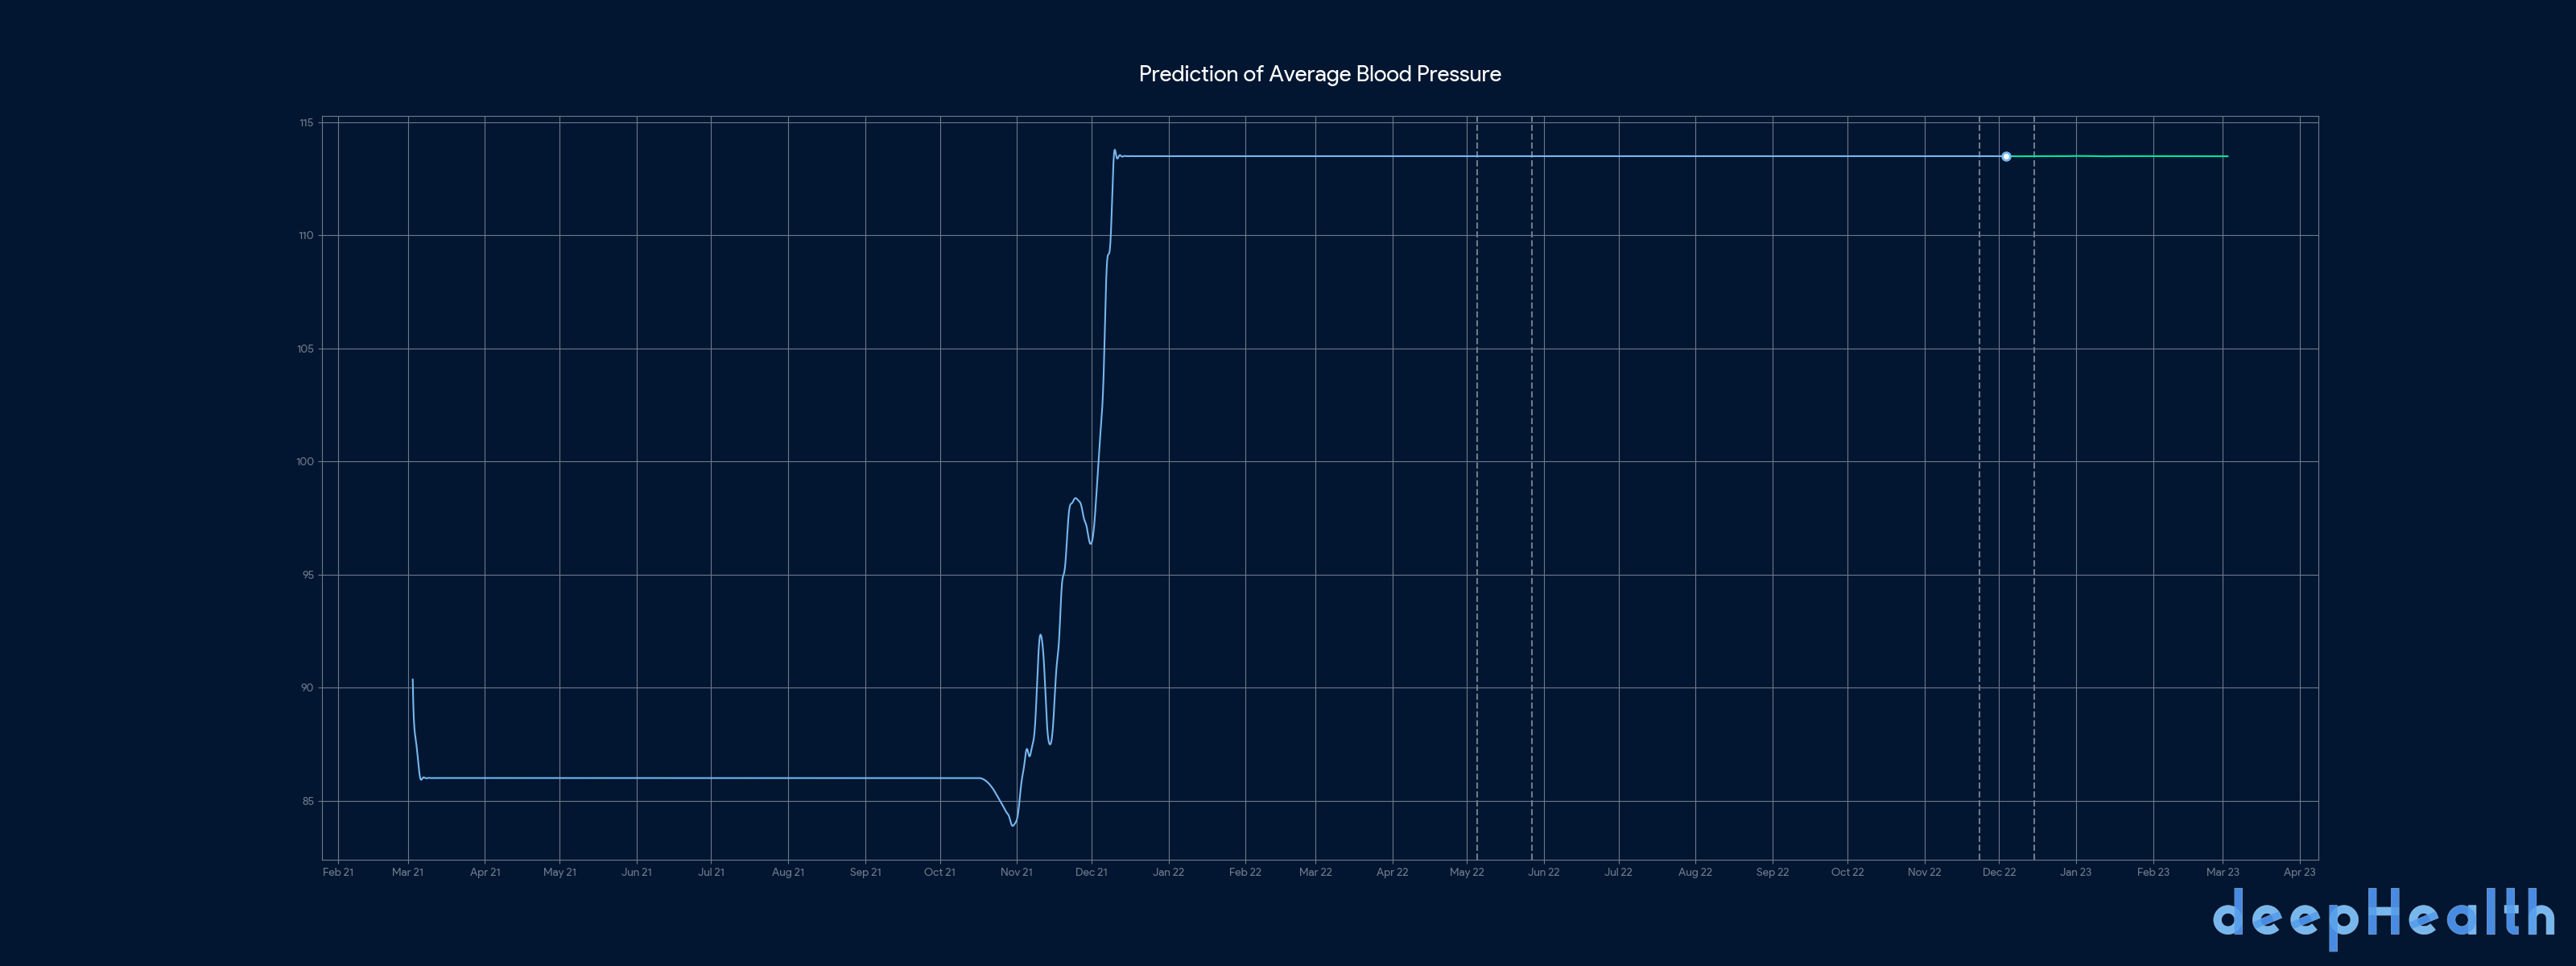 Prediction of Average Blood Pressure
115
110
105
100
95
90
85
Feb 21 Mar 21 Apr 21 May 21 Jun 21 Jul 21 Aug 21 Sep 21 Oct 21 Nov 21 Dec 21 Jan 22 Feb 22 Mar 22 Apr 22 May 22 Jun 22 Jul 22 Aug 22 Sep 22 Oct 22 Nov 22 Dec 22 Jan 23 Feb 23 Mar 23 Apr 23
deepHealth